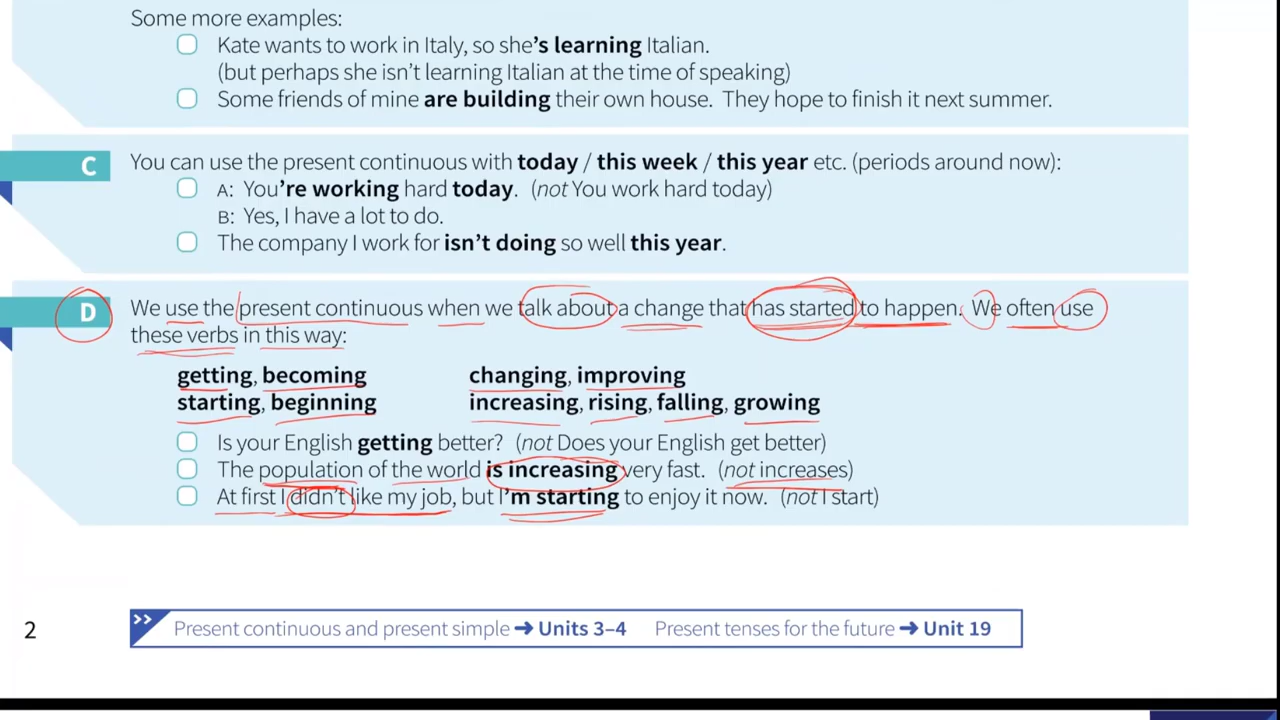 Some more examples:
Kate wants to work in Italy, so she's learning Italian.
(but perhaps she isn't learning Italian at the time of speaking)
Some friends of mine are building their own house. They hope to finish it next summer.
C You can use the present continuous with today / this week / this year etc. (periods around now):
A: You're working hard today. (not You work hard today)
B: Yes, I have a lot to do.
The company I work for isn't doing so well this year.
D We use the present continuous when we talk about a change that has started to happen. We often use
these verbs in this way:
getting, becoming changing, improving
starting, beginning increasing, rising, falling, growing
Is your English getting better? (not Does your English get better)
The population of the world is increasing very fast. (not increases)
At first I didn't like my job, but I'm starting to enjoy it now. (not I start)
2
>> Present continuous and present simple ➜ Units 3–4 Present tenses for the future ➜ Unit 19